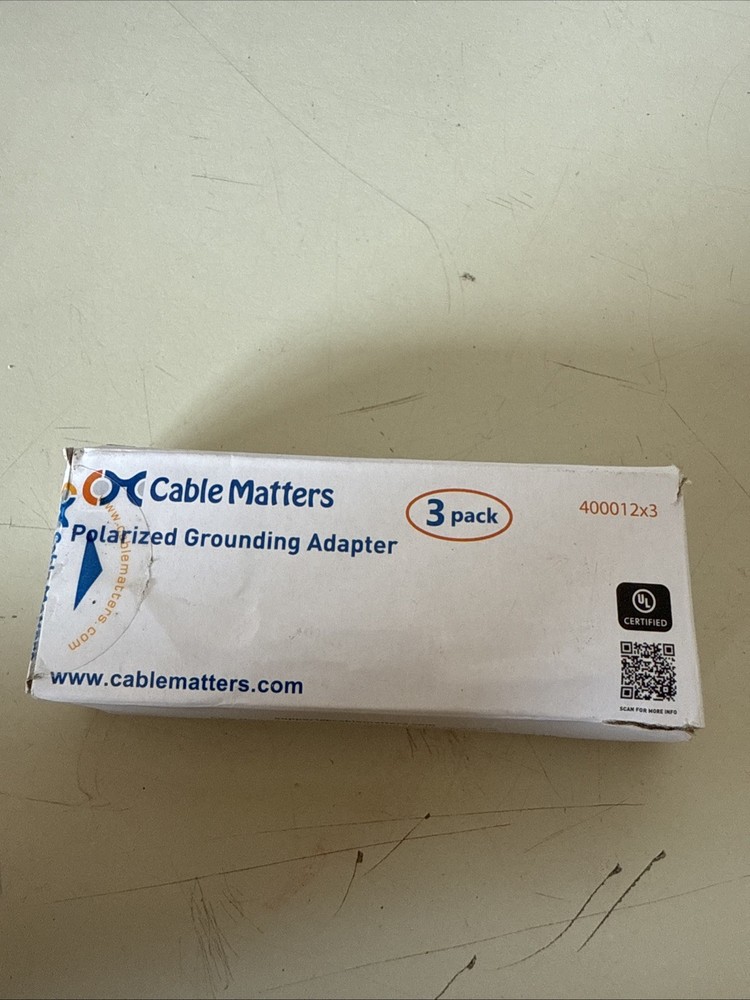 Cable Matters
3 pack
400012x3
Polarized Grounding Adapter
www.cablematters.com
UL
CERTIFIED
www.cablematters.com
SCAN FOR MORE INFO